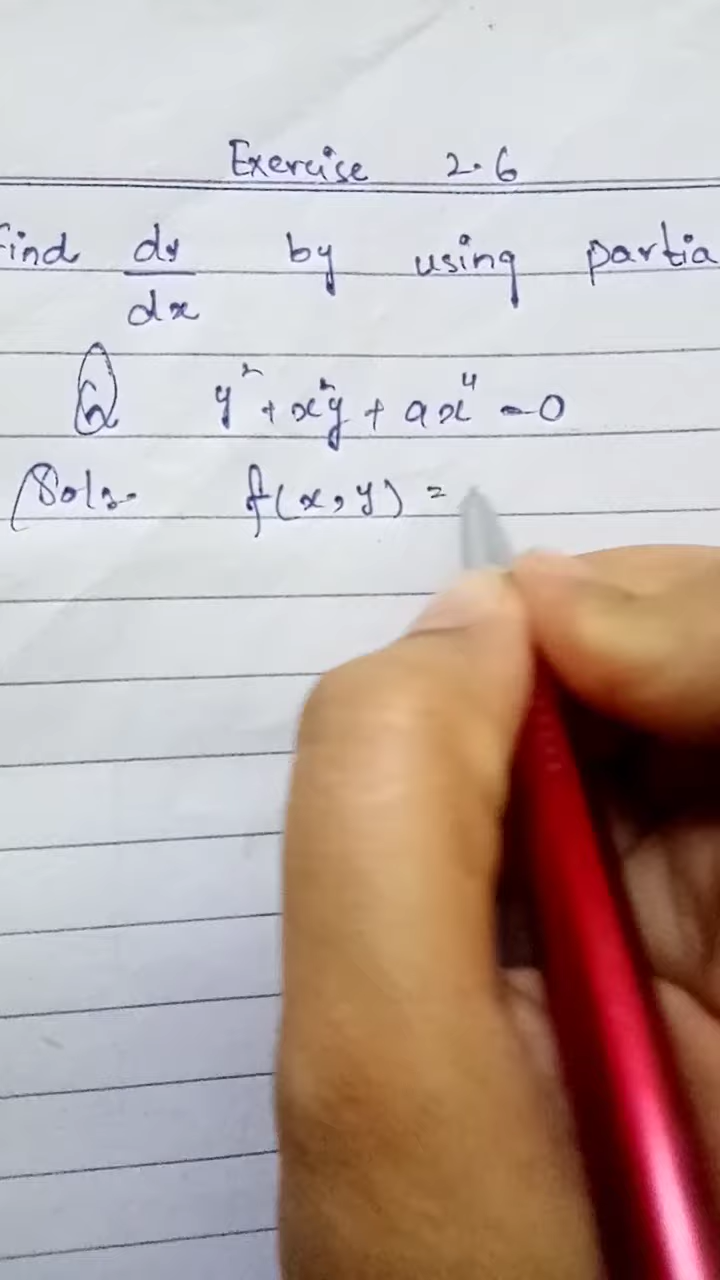 Exercise 2.6
Find dy/dx by using partia
Q y² + x²y + ax⁴ = 0
Sol:- f(x,y) =